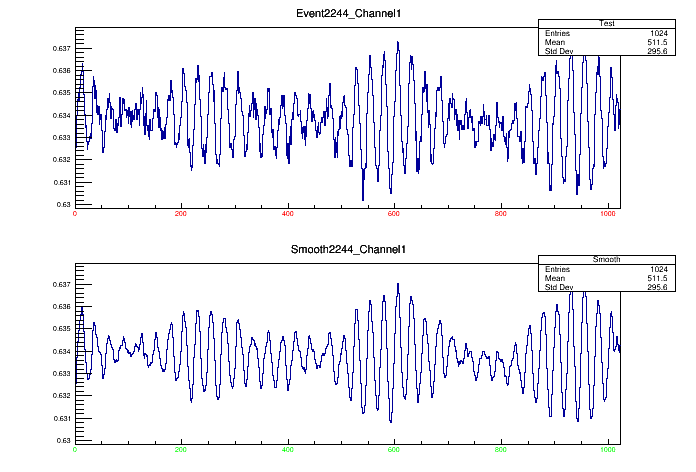 Event2244_Channel1
Test
Entries 1024
Mean 511.5
Std Dev 295.6
0.637
0.636
0.635
0.634
0.633
0.632
0.631
0.63
0 200 400 600 800 1000
Smooth2244_Channel1
Smooth
Entries 1024
Mean 511.5
Std Dev 295.6
0.637
0.636
0.635
0.634
0.633
0.632
0.631
0.63
0 200 400 600 800 1000